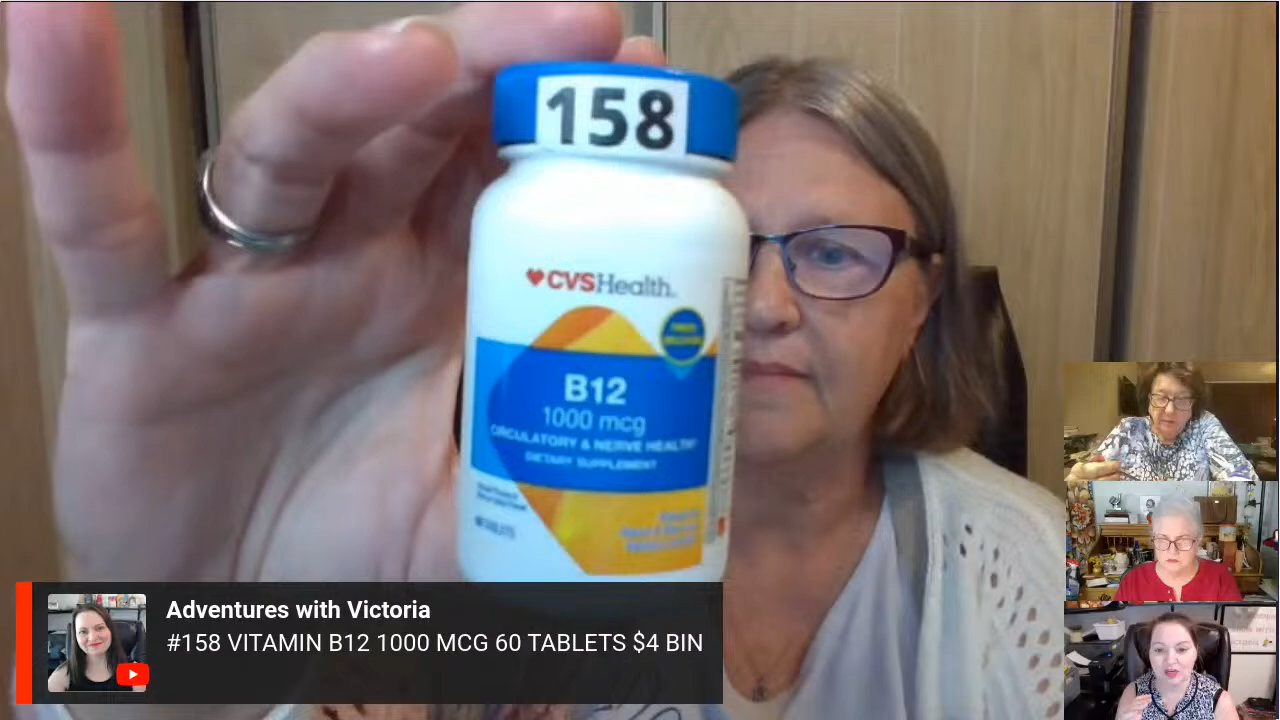 158
CVSHealth.
B12
1000 mcg
CIRCULATORY & NERVE HEALTH
DIETARY SUPPLEMENT
Adventures with Victoria
#158 VITAMIN B12 1000 MCG 60 TABLETS $4 BIN